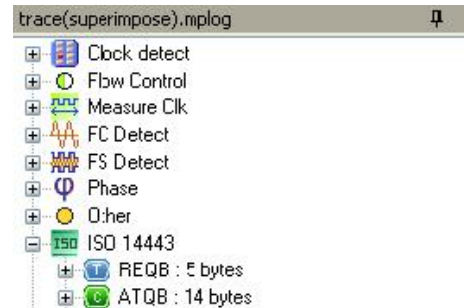 trace(superimpose).mplog
Clock detect
Flow Control
Measure Clk
FC Detect
FS Detect
φ Phase
Other
ISO ISO 14443
T REQB : 5 bytes
C ATQB : 14 bytes